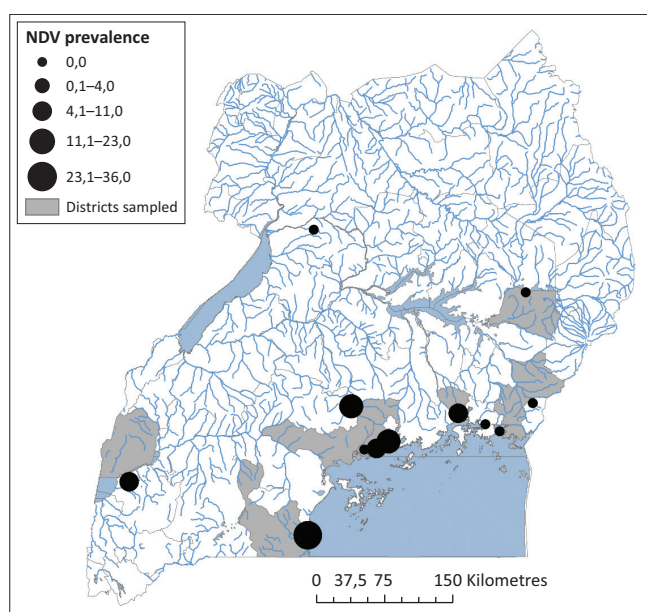 NDV prevalence
0,0
0,1–4,0
4,1–11,0
11,1–23,0
23,1–36,0
Districts sampled
0 37,5 75 150 Kilometres